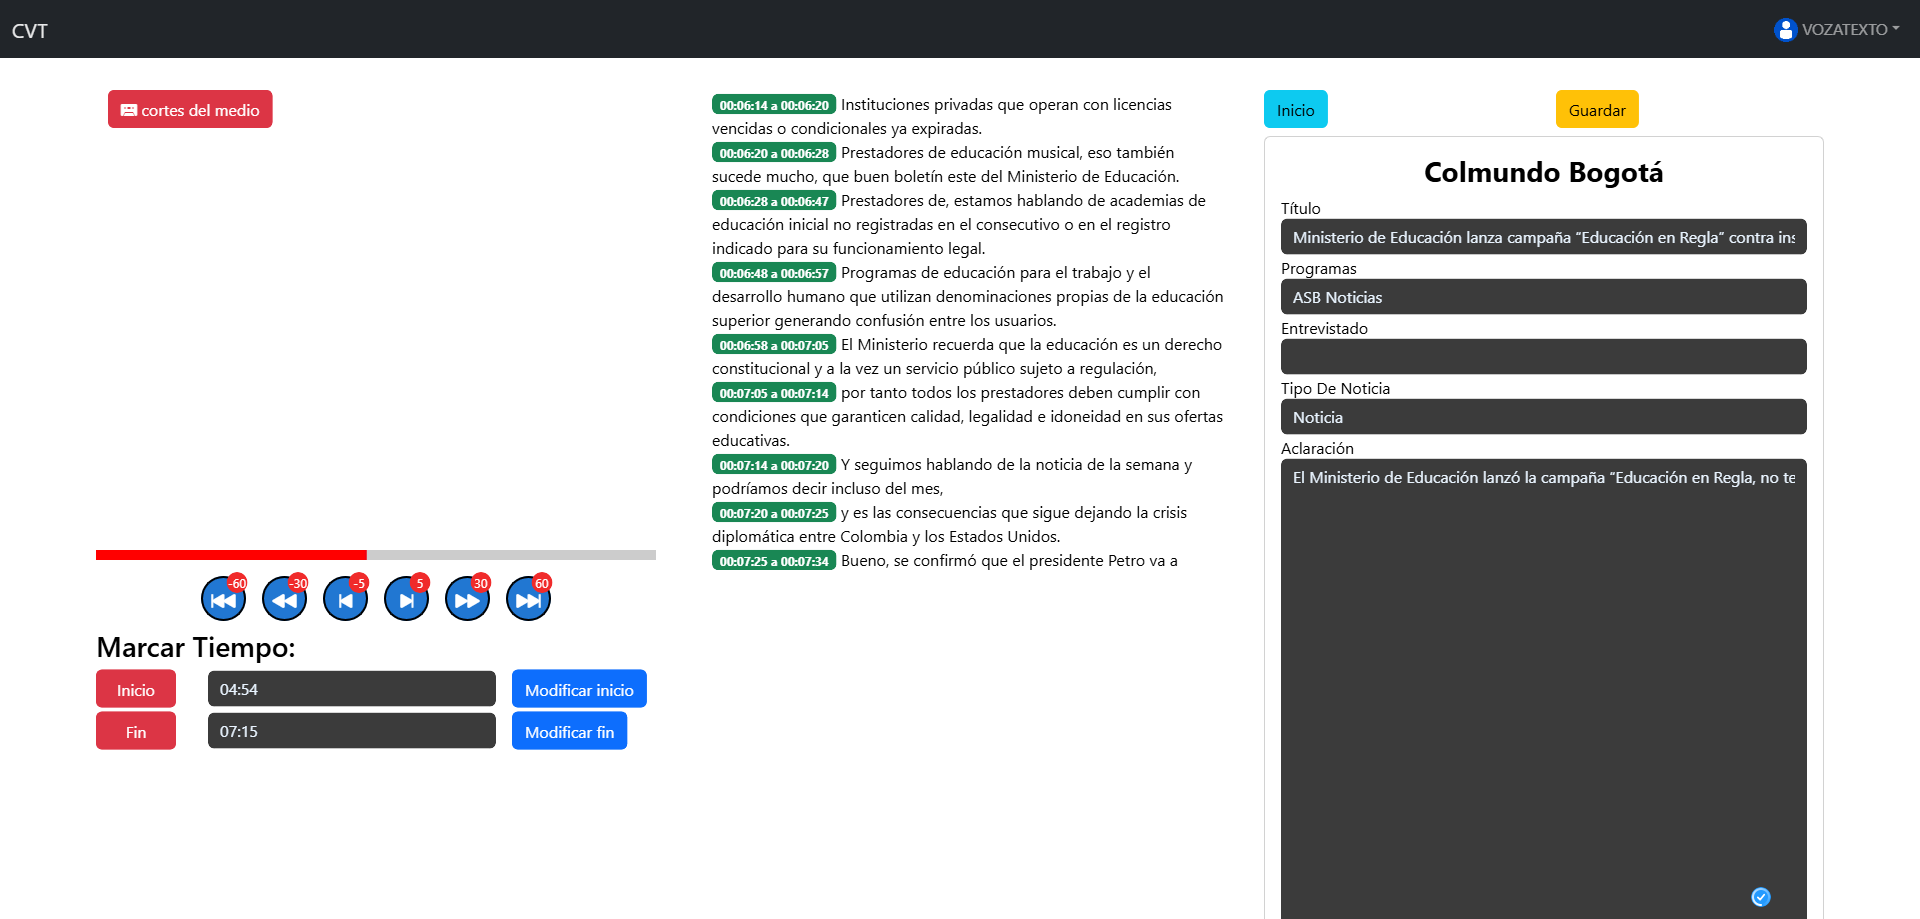 CVT
VOZATEXTO
cortes del medio
-60
-30
-5
5
30
60
Marcar Tiempo:
Inicio
04:54
Modificar inicio
Fin
07:15
Modificar fin
00:06:14 a 00:06:20 Instituciones privadas que operan con licencias
vencidas o condicionales ya expiradas.
00:06:20 a 00:06:28 Prestadores de educación musical, eso también
sucede mucho, que buen boletín este del Ministerio de Educación.
00:06:28 a 00:06:47 Prestadores de, estamos hablando de academias de
educación inicial no registradas en el consecutivo o en el registro
indicado para su funcionamiento legal.
00:06:48 a 00:06:57 Programas de educación para el trabajo y el
desarrollo humano que utilizan denominaciones propias de la educación
superior generando confusión entre los usuarios.
00:06:58 a 00:07:05 El Ministerio recuerda que la educación es un derecho
constitucional y a la vez un servicio público sujeto a regulación,
00:07:05 a 00:07:14 por tanto todos los prestadores deben cumplir con
condiciones que garanticen calidad, legalidad e idoneidad en sus ofertas
educativas.
00:07:14 a 00:07:20 Y seguimos hablando de la noticia de la semana y
podríamos decir incluso del mes,
00:07:20 a 00:07:25 y es las consecuencias que sigue dejando la crisis
diplomática entre Colombia y los Estados Unidos.
00:07:25 a 00:07:34 Bueno, se confirmó que el presidente Petro va a
Inicio
Guardar
Colmundo Bogotá
Título
Ministerio de Educación lanza campaña “Educación en Regla” contra ins
Programas
ASB Noticias
Entrevistado
Tipo De Noticia
Noticia
Aclaración
El Ministerio de Educación lanzó la campaña “Educación en Regla, no te